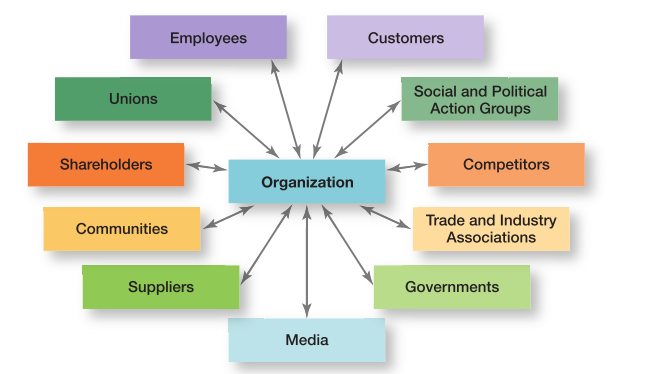 Employees
Customers
Unions
Social and Political
Action Groups
Shareholders
Competitors
Organization
Communities
Trade and Industry
Associations
Suppliers
Governments
Media